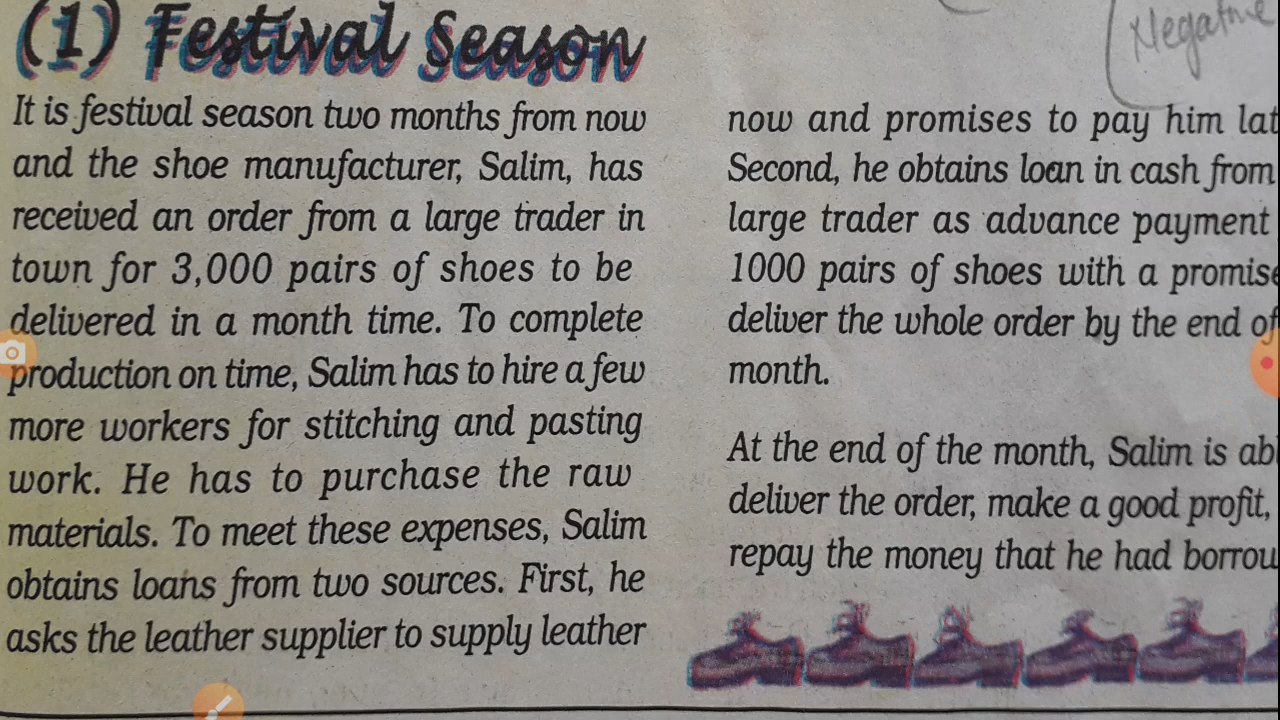 (1) Festival Season
It is festival season two months from now
and the shoe manufacturer, Salim, has
received an order from a large trader in
town for 3,000 pairs of shoes to be
delivered in a month time. To complete
production on time, Salim has to hire a few
more workers for stitching and pasting
work. He has to purchase the raw
materials. To meet these expenses, Salim
obtains loans from two sources. First, he
asks the leather supplier to supply leather
now and promises to pay him
Second, he obtains loan in cash from
large trader as advance payment
1000 pairs of shoes with a
deliver the whole order by the end of
month.
At the end of the month, Salim is
deliver the order, make a good profit,
repay the money that he had
Negative